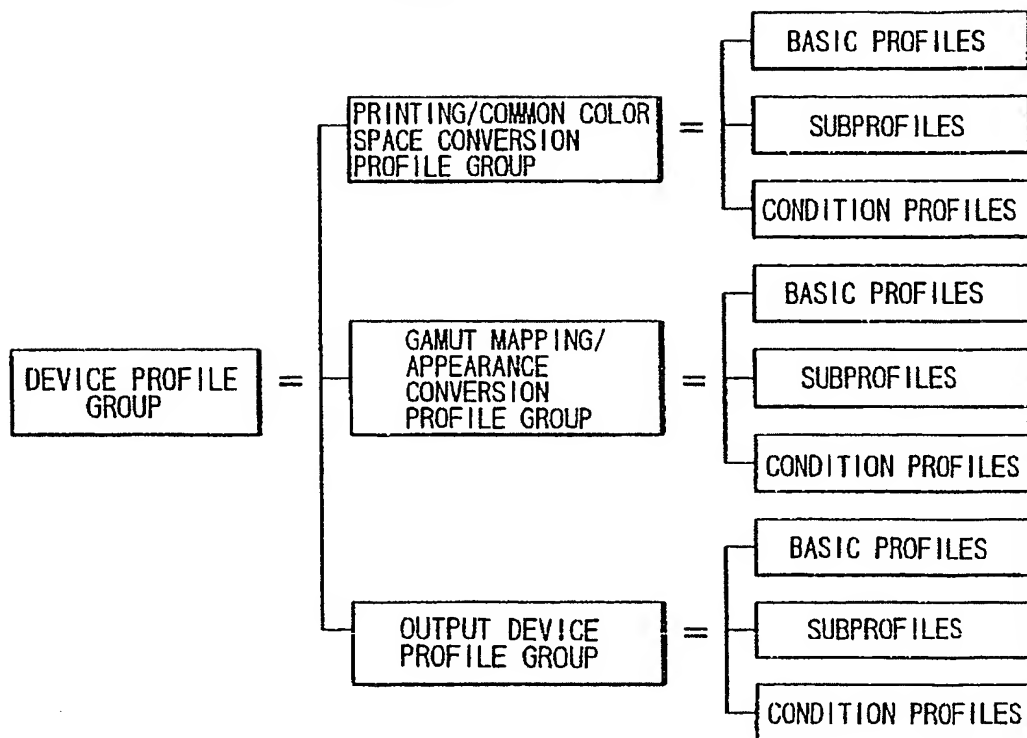 BASIC PROFILES
PRINTING/COMMON COLOR
SPACE CONVERSION
PROFILE GROUP
=
SUBPROFILES
CONDITION PROFILES
DEVICE PROFILE
GROUP
=
GAMUT MAPPING/
APPEARANCE
CONVERSION
PROFILE GROUP
=
BASIC PROFILES
SUBPROFILES
CONDITION PROFILES
OUTPUT DEVICE
PROFILE GROUP
=
BASIC PROFILES
SUBPROFILES
CONDITION PROFILES